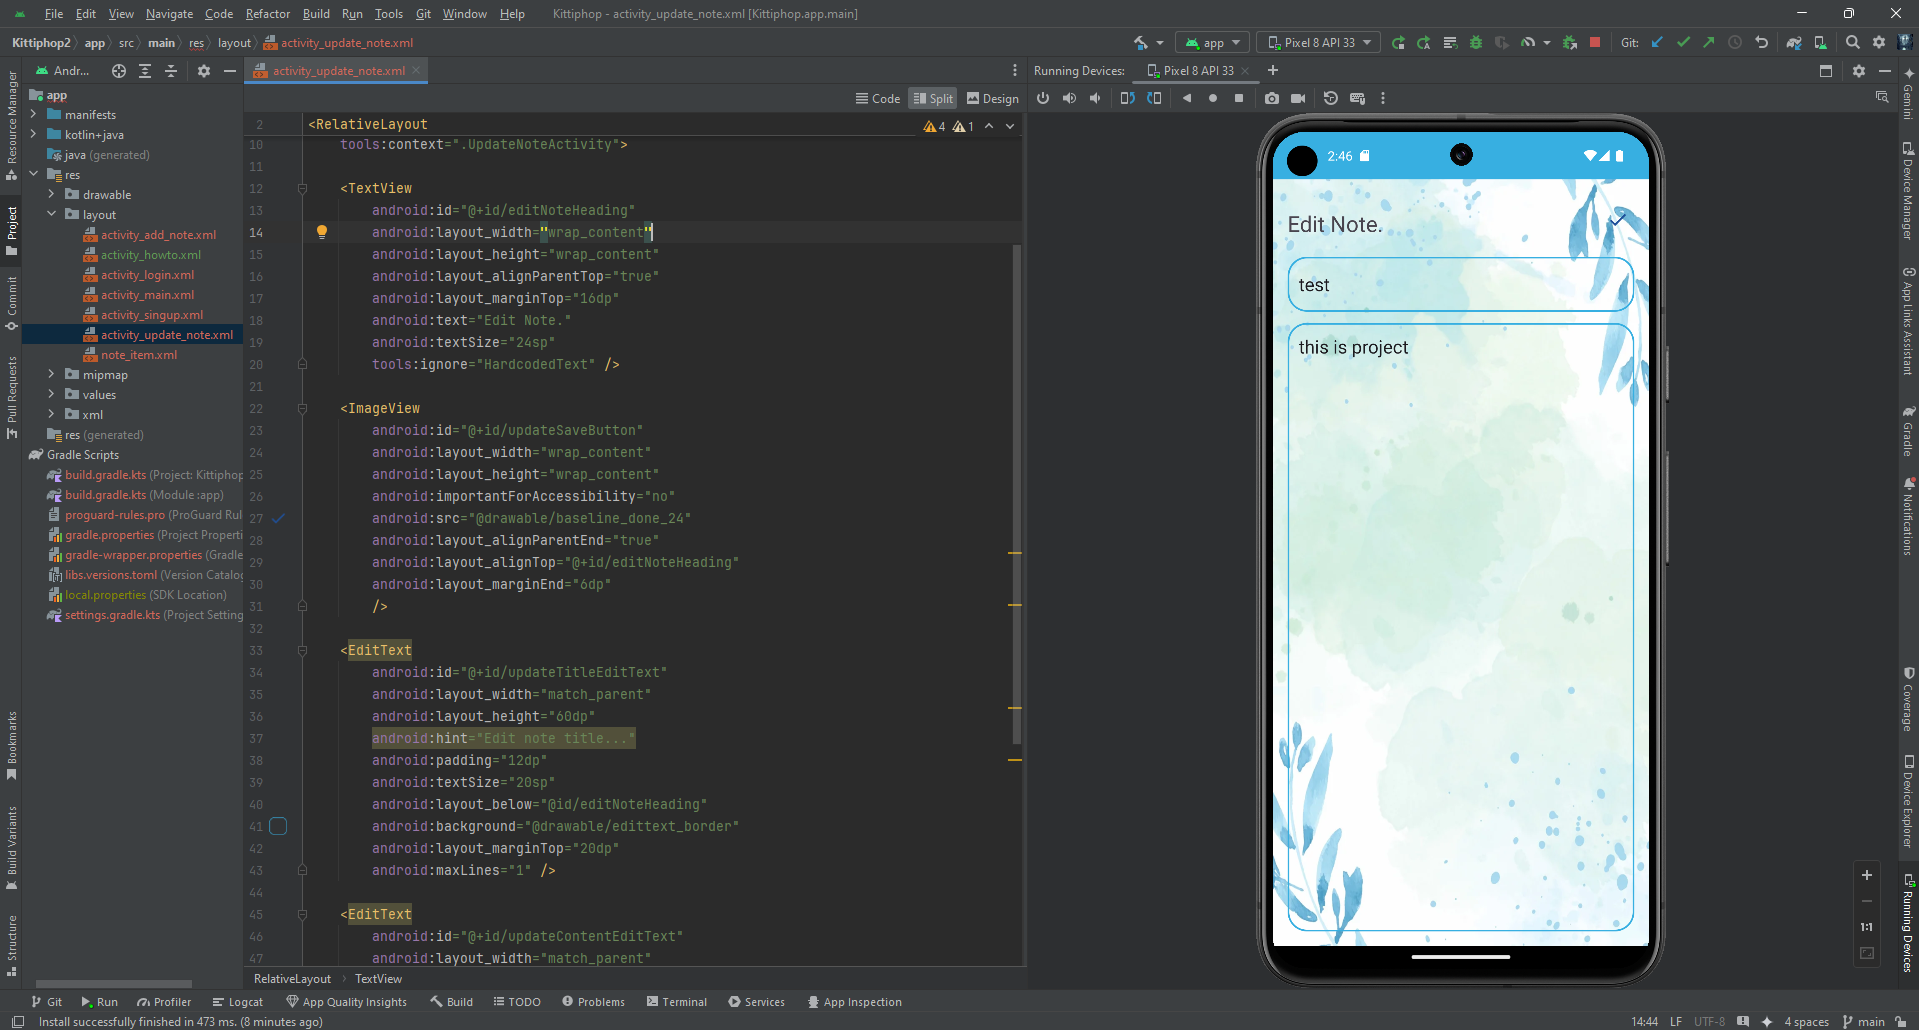 File Edit View Navigate Code Refactor Build Run Tools Git Window Help Kittiphop - activity_update_note.xml [Kittiphop.app.main]
Kittiphop2 app src main res layout activity_update_note.xml
app Pixel 8 API 33 Git:
Andr...
activity_update_note.xml
Running Devices: Pixel 8 API 33
Code Split Design
Resource Manager
Project
Commit
Pull Requests
Bookmarks
Build Variants
Structure
app
manifests
kotlin+java
java (generated)
res
drawable
layout
activity_add_note.xml
activity_howto.xml
activity_login.xml
activity_main.xml
activity_singup.xml
activity_update_note.xml
note_item.xml
mipmap
values
xml
res (generated)
Gradle Scripts
build.gradle.kts (Project: Kittiphop
build.gradle.kts (Module :app)
proguard-rules.pro (ProGuard Rul
gradle.properties (Project Properti
gradle-wrapper.properties (Gradle
libs.versions.toml (Version Catalog
local.properties (SDK Location)
settings.gradle.kts (Project Setting
4 1
2 <RelativeLayout
10 tools:context=".UpdateNoteActivity">
11
12 <TextView
13 android:id="@+id/editNoteHeading"
14 android:layout_width="wrap_content"
15 android:layout_height="wrap_content"
16 android:layout_alignParentTop="true"
17 android:layout_marginTop="16dp"
18 android:text="Edit Note."
19 android:textSize="24sp"
20 tools:ignore="HardcodedText" />
21
22 <ImageView
23 android:id="@+id/updateSaveButton"
24 android:layout_width="wrap_content"
25 android:layout_height="wrap_content"
26 android:importantForAccessibility="no"
27 android:src="@drawable/baseline_done_24"
28 android:layout_alignParentEnd="true"
29 android:layout_alignTop="@+id/editNoteHeading"
30 android:layout_marginEnd="6dp"
31 />
32
33 <EditText
34 android:id="@+id/updateTitleEditText"
35 android:layout_width="match_parent"
36 android:layout_height="60dp"
37 android:hint="Edit note title..."
38 android:padding="12dp"
39 android:textSize="20sp"
40 android:layout_below="@id/editNoteHeading"
41 android:background="@drawable/edittext_border"
42 android:layout_marginTop="20dp"
43 android:maxLines="1" />
44
45 <EditText
46 android:id="@+id/updateContentEditText"
47 android:layout_width="match_parent"
RelativeLayout TextView
2:46
Edit Note.
test
this is project
1:1
Gemini
Device Manager
App Links Assistant
Gradle
Notifications
Coverage
Device Explorer
Running Devices
Git Run Profiler Logcat App Quality Insights Build TODO Problems Terminal Services App Inspection
Install successfully finished in 473 ms. (8 minutes ago) 14:44 LF UTF-8 4 spaces main